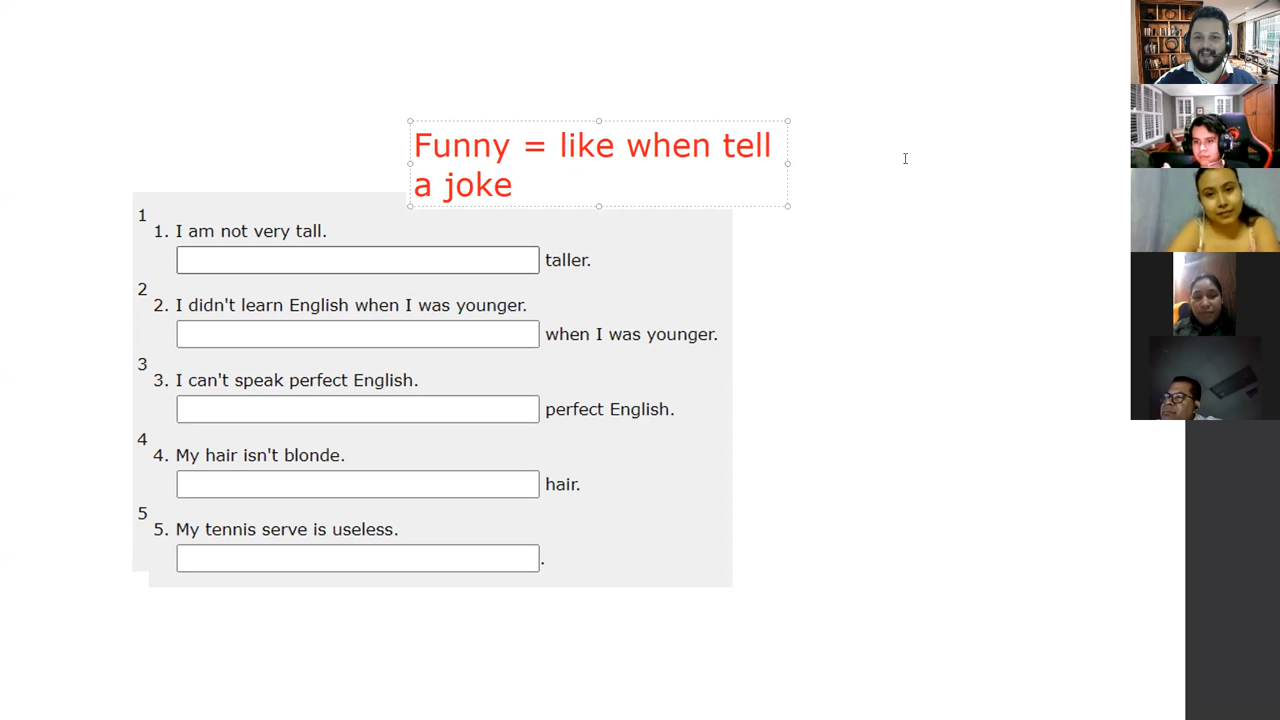 Funny = like when tell
a joke
1
1. I am not very tall.
taller.
2
2. I didn't learn English when I was younger.
when I was younger.
3
3. I can't speak perfect English.
perfect English.
4
4. My hair isn't blonde.
hair.
5
5. My tennis serve is useless.
.